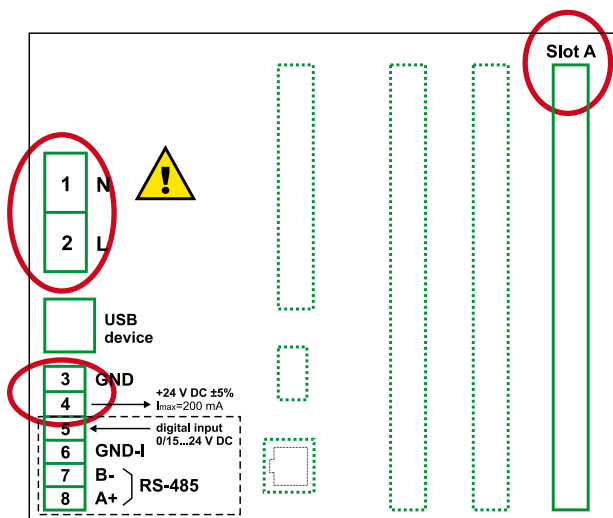 Slot A
1 N
!
2 L
USB
device
3 GND
4 +24 V DC ±5%
Imax=200 mA
5 digital input
0/15...24 V DC
6 GND-I
7 B-
RS-485
8 A+